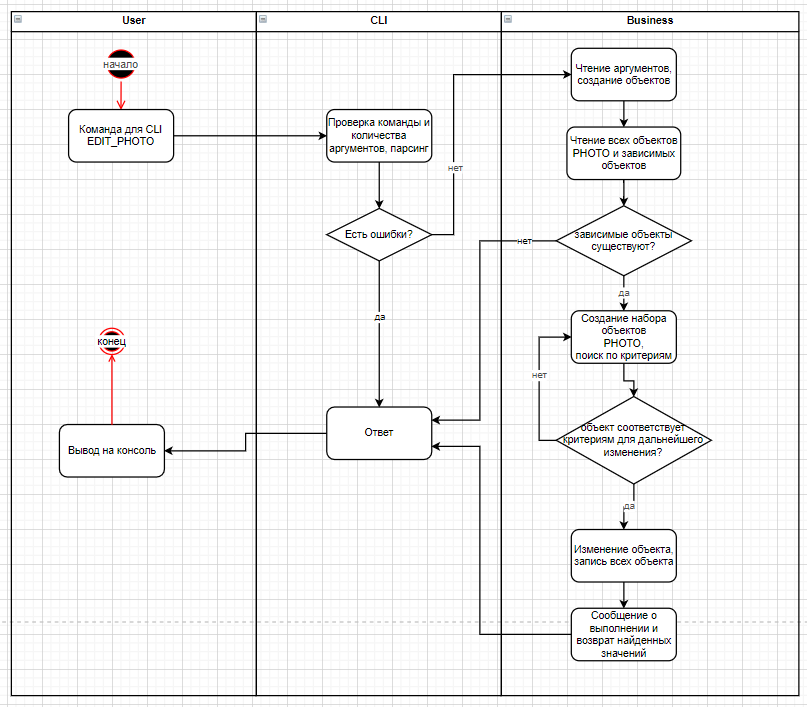 User
CLI
Business
начало
Команда для CLI
EDIT_PHOTO
Проверка команды и
количества
аргументов, парсинг
Есть ошибки?
нет
да
Чтение аргументов,
создание объектов
Чтение всех объектов
PHOTO и зависимых
объектов
зависимые объекты
существуют?
нет
да
Создание набора
объектов
PHOTO,
поиск по критериям
нет
объект соответствует
критериям для дальнейшего
изменения?
да
Изменение объекта,
запись всех объекта
Сообщение о
выполнении и
возврат найденных
значений
Ответ
Вывод на консоль
конец